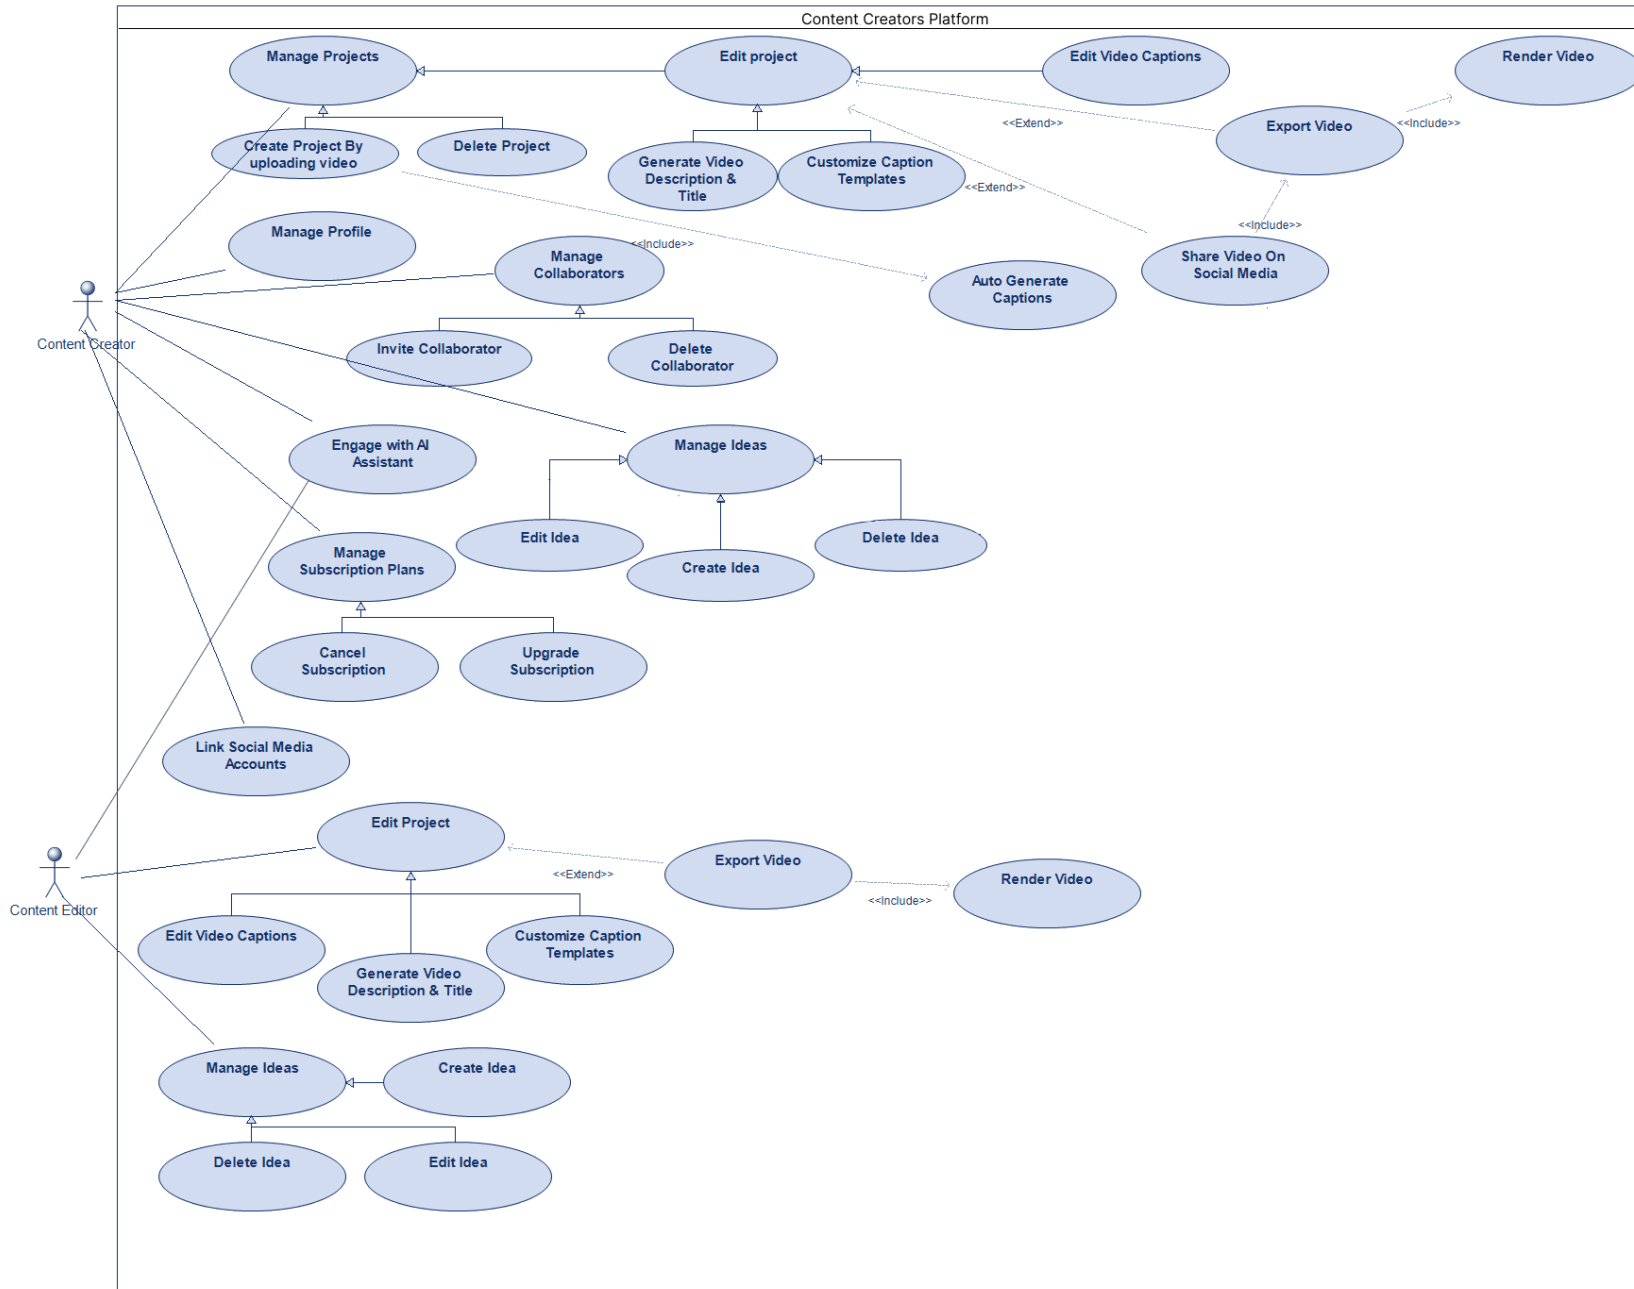 Content Creators Platform
Manage Projects
Edit project
Edit Video Captions
Render Video
<<Extend>>
<<Include>>
Export Video
Create Project By
uploading video
Delete Project
Generate Video
Description &
Title
Customize Caption
Templates
<<Extend>>
Manage Profile
<<Include>>
Manage
Collaborators
<<Include>>
Share Video On
Social Media
Auto Generate
Captions
Content Creator
Invite Collaborator
Delete
Collaborator
Engage with AI
Assistant
Manage Ideas
Edit Idea
Create Idea
Delete Idea
Manage
Subscription Plans
Cancel
Subscription
Upgrade
Subscription
Link Social Media
Accounts
Edit Project
Export Video
<<Extend>>
Render Video
<<Include>>
Content Editor
Edit Video Captions
Customize Caption
Templates
Generate Video
Description & Title
Manage Ideas
Create Idea
Delete Idea
Edit Idea